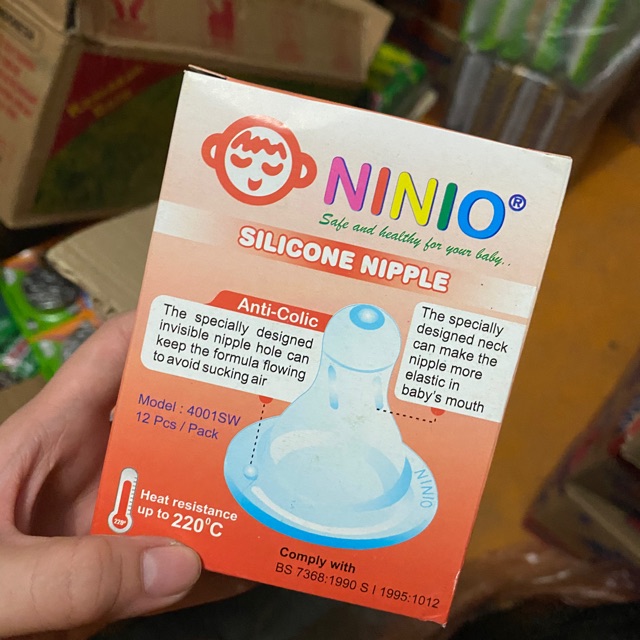 NINIO®
Safe and healthy for your baby..
SILICONE NIPPLE
Anti-Colic
The specially designed
invisible nipple hole can
keep the formula flowing
to avoid sucking air
The specially
designed neck
can make the
nipple more
elastic in
baby's mouth
Model : 4001SW
12 Pcs / Pack
NINIO
220°
Heat resistance
up to 220°C
Comply with
BS 7368:1990 S I 1995:1012